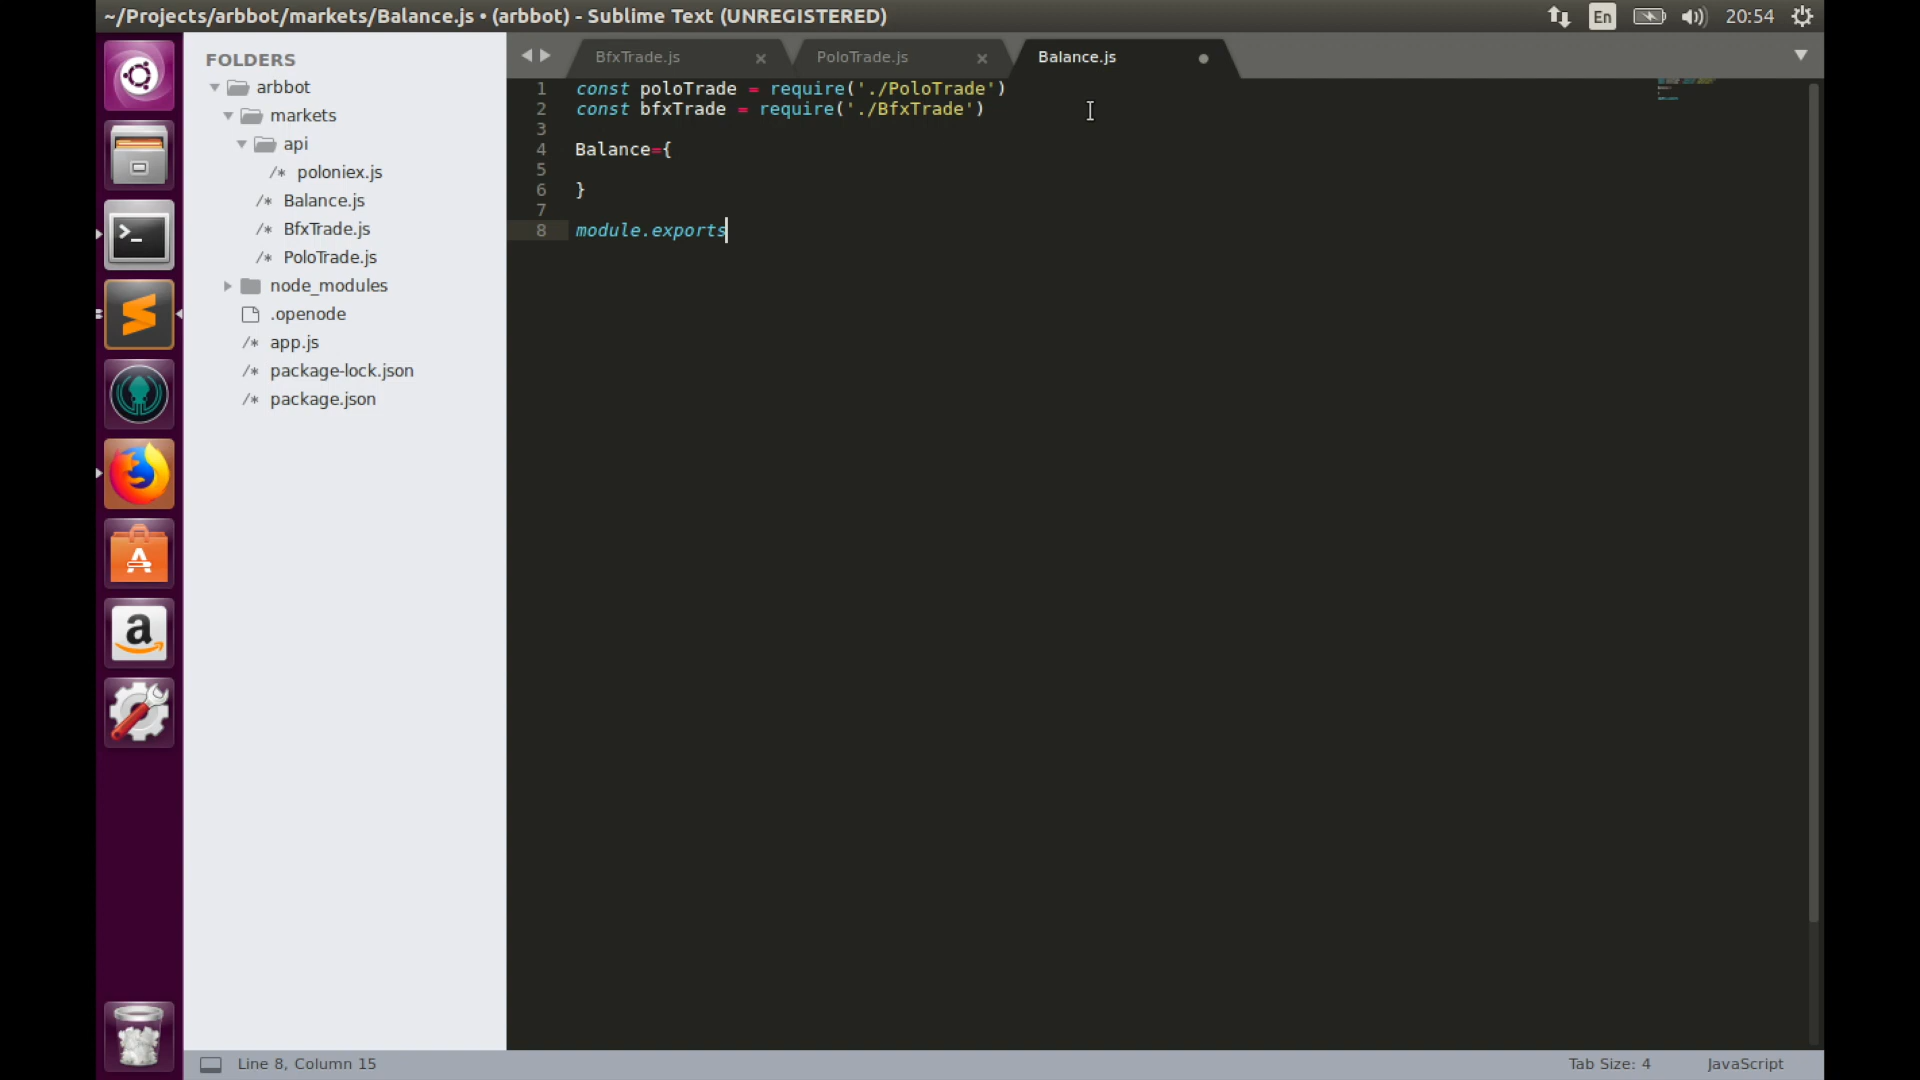 ~/Projects/arbbot/markets/Balance.js • (arbbot) - Sublime Text (UNREGISTERED)
En
20:54
FOLDERS
arbbot
markets
api
/* poloniex.js
/* Balance.js
/* BfxTrade.js
/* PoloTrade.js
node_modules
.openode
/* app.js
/* package-lock.json
/* package.json
BfxTrade.js
PoloTrade.js
Balance.js
1 const poloTrade = require('./PoloTrade')
2 const bfxTrade = require('./BfxTrade')
3
4 Balance={
5
6 }
7
8 module.exports
Line 8, Column 15
Tab Size: 4
JavaScript